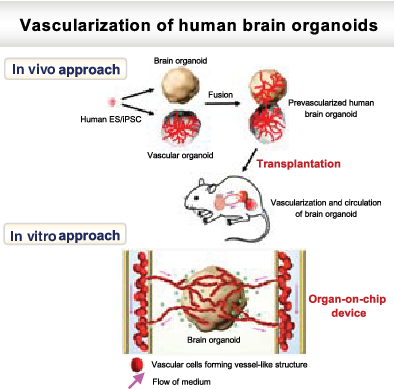 Vascularization of human brain organoids
In vivo approach
Brain organoid
Fusion
Human ES/iPSC
Vascular organoid
Prevascularized human
brain organoid
Transplantation
Vascularization and circulation
of brain organoid
In vitro approach
Organ-on-chip
device
Brain organoid
Vascular cells forming vessel-like structure
Flow of medium